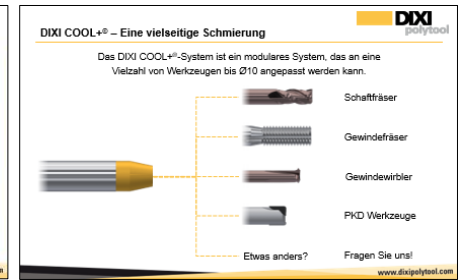 DIXI
polytool
DIXI COOL+® – Eine vielseitige Schmierung
Das DIXI COOL+®-System ist ein modulares System, das an eine
Vielzahl von Werkzeugen bis Ø10 angepasst werden kann.
Schaftfräser
Gewindefräser
Gewindewirbler
PKD Werkzeuge
Etwas anders? Fragen Sie uns!
www.dixipolytool.com